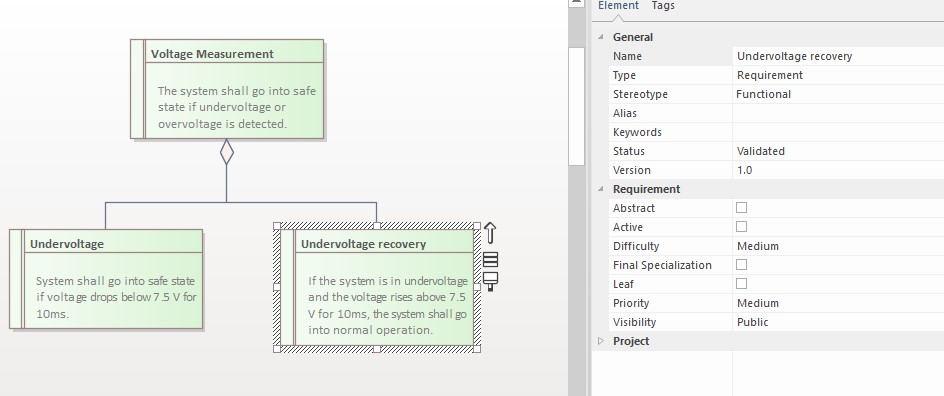 Voltage Measurement
The system shall go into safe
state if undervoltage or
overvoltage is detected.
Undervoltage
System shall go into safe state
if voltage drops below 7.5 V for
10ms.
Undervoltage recovery
If the system is in undervoltage
and the voltage rises above 7.5
V for 10ms, the system shall go
into normal operation.
Element Tags
General
Name Undervoltage recovery
Type Requirement
Stereotype Functional
Alias
Keywords
Status Validated
Version 1.0
Requirement
Abstract
Active
Difficulty Medium
Final Specialization
Leaf
Priority Medium
Visibility Public
Project